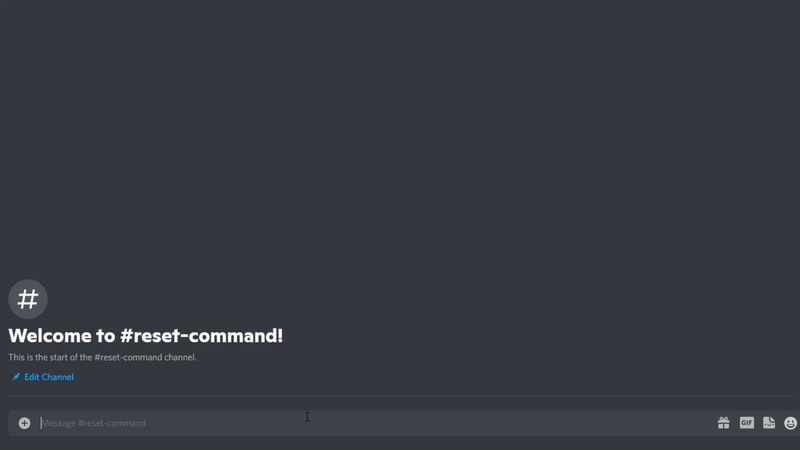 Welcome to #reset-command!
This is the start of the #reset-command channel.
Edit Channel
Message #reset-command
GIF